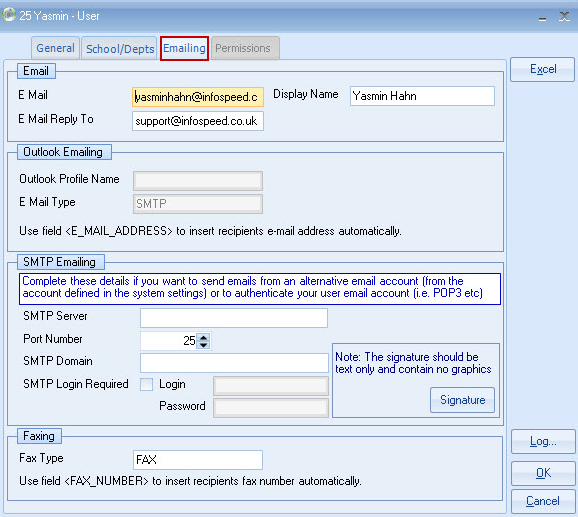 25 Yasmin - User
General School/Depts Emailing Permissions
Excel
Email
E Mail yasminhahn@infospeed.c Display Name Yasmin Hahn
E Mail Reply To support@infospeed.co.uk
Outlook Emailing
Outlook Profile Name
E Mail Type SMTP
Use field <E_MAIL_ADDRESS> to insert recipients e-mail address automatically.
SMTP Emailing
Complete these details if you want to send emails from an alternative email account (from the
account defined in the system settings) or to authenticate your user email account (i.e. POP3 etc)
SMTP Server
Port Number 25
SMTP Domain
SMTP Login Required Login
Password
Note: The signature should be
text only and contain no graphics
Signature
Faxing
Fax Type FAX
Use field <FAX_NUMBER> to insert recipients fax number automatically.
Log...
OK
Cancel